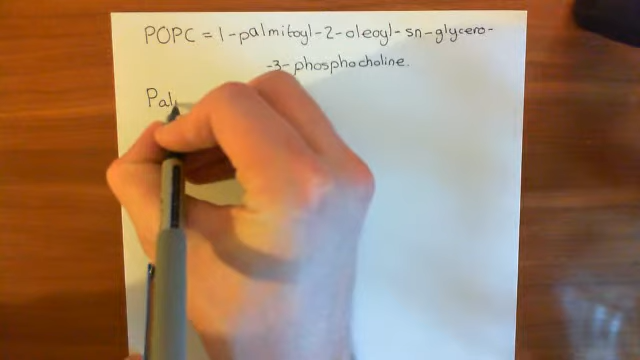 POPC = 1-palmitoyl-2-oleoyl-sn-glycero-
-3-phosphocholine.
Pal